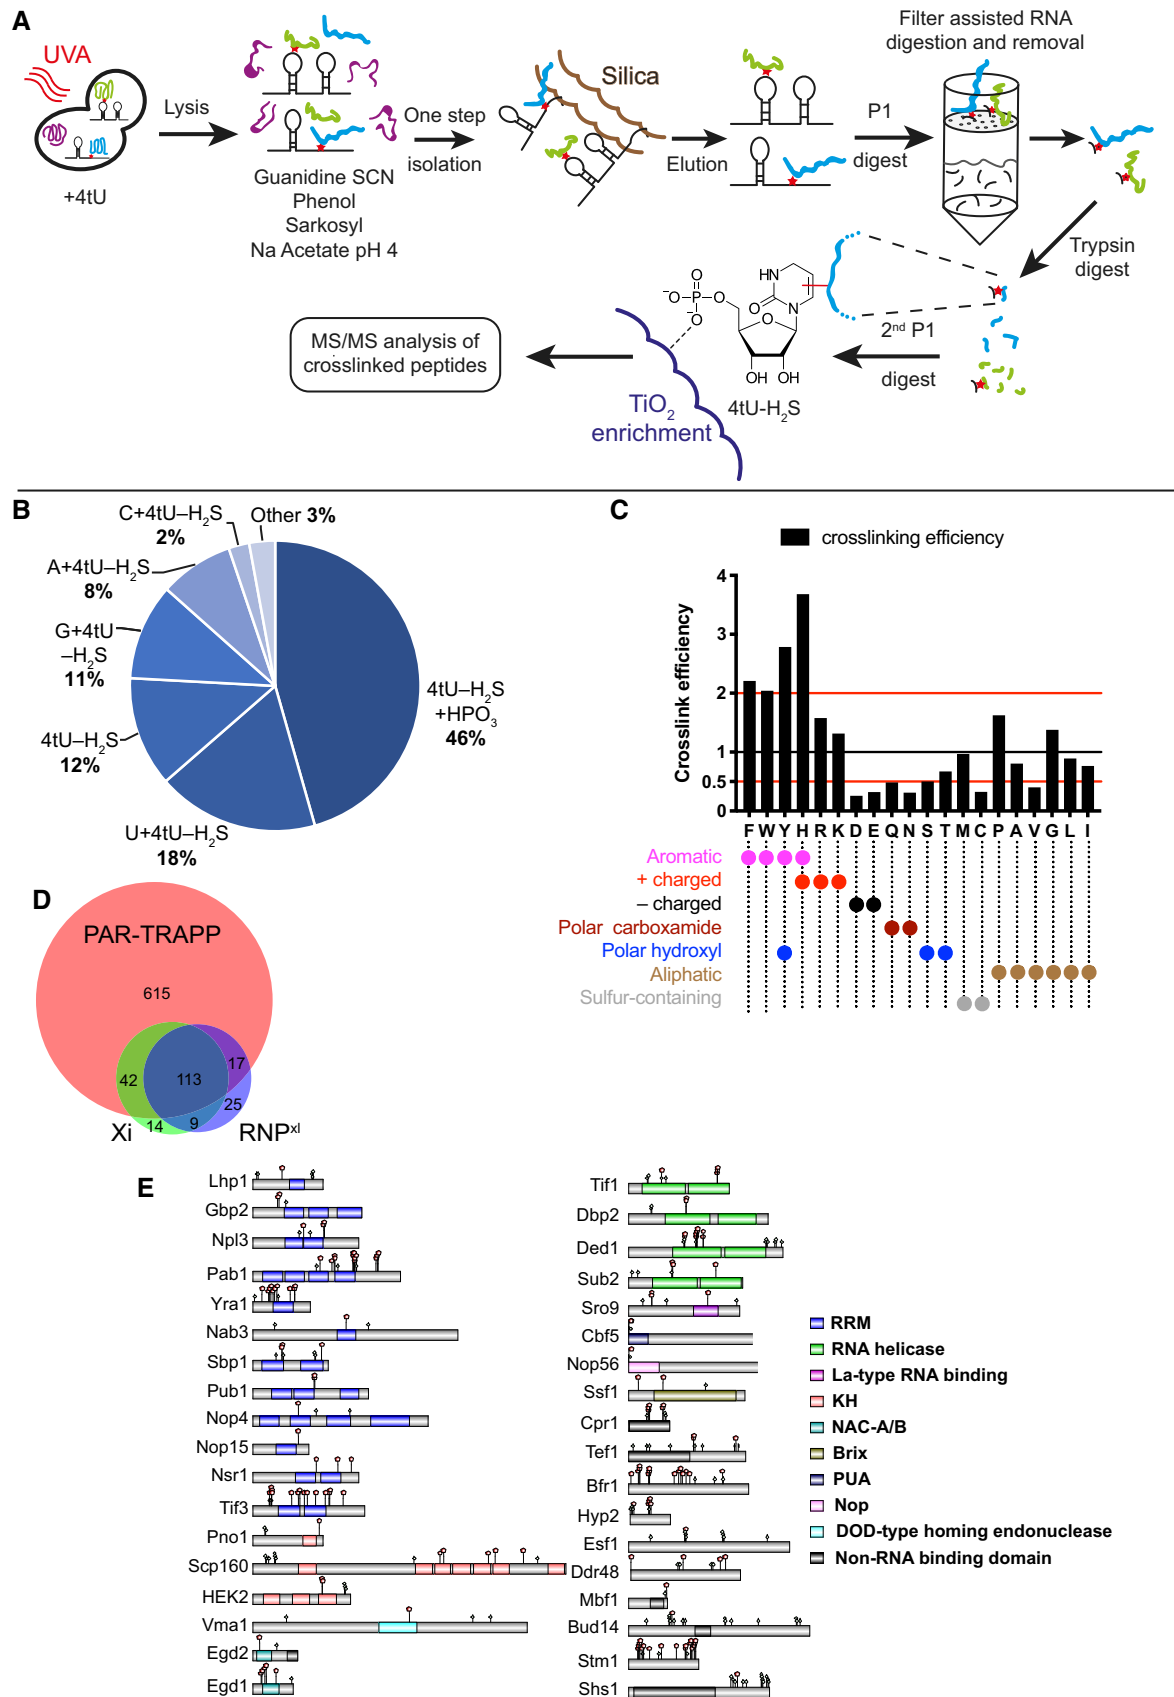 A
UVA
+4tU
Lysis
Guanidine SCN
Phenol
Sarkosyl
Na Acetate pH 4
One step
isolation
Silica
Elution
P1
digest
Filter assisted RNA
digestion and removal
Trypsin
digest
2nd P1
digest
HN
O
N
O
P
O
O
O
O
OH
OH
4tU-H2S
TiO2
enrichment
MS/MS analysis of
crosslinked peptides
B
C+4tU–H2S
2%
Other 3%
A+4tU–H2S
8%
G+4tU
–H2S
11%
4tU–H2S
12%
U+4tU–H2S
18%
4tU–H2S
+HPO3
46%
C
crosslinking efficiency
Crosslink efficiency
4
3
2
1
0.5
0
F W Y H R K D E Q N S T M C P A V G L I
Aromatic
+ charged
– charged
Polar carboxamide
Polar hydroxyl
Aliphatic
Sulfur-containing
D
PAR-TRAPP
615
42
113
17
25
14
9
Xi
RNPxl
E
Lhp1
Gbp2
Npl3
Pab1
Yra1
Nab3
Sbp1
Pub1
Nop4
Nop15
Nsr1
Tif3
Pno1
Scp160
HEK2
Vma1
Egd2
Egd1
Tif1
Dbp2
Ded1
Sub2
Sro9
Cbf5
Nop56
Ssf1
Cpr1
Tef1
Bfr1
Hyp2
Esf1
Ddr48
Mbf1
Bud14
Stm1
Shs1
RRM
RNA helicase
La-type RNA binding
KH
NAC-A/B
Brix
PUA
Nop
DOD-type homing endonuclease
Non-RNA binding domain